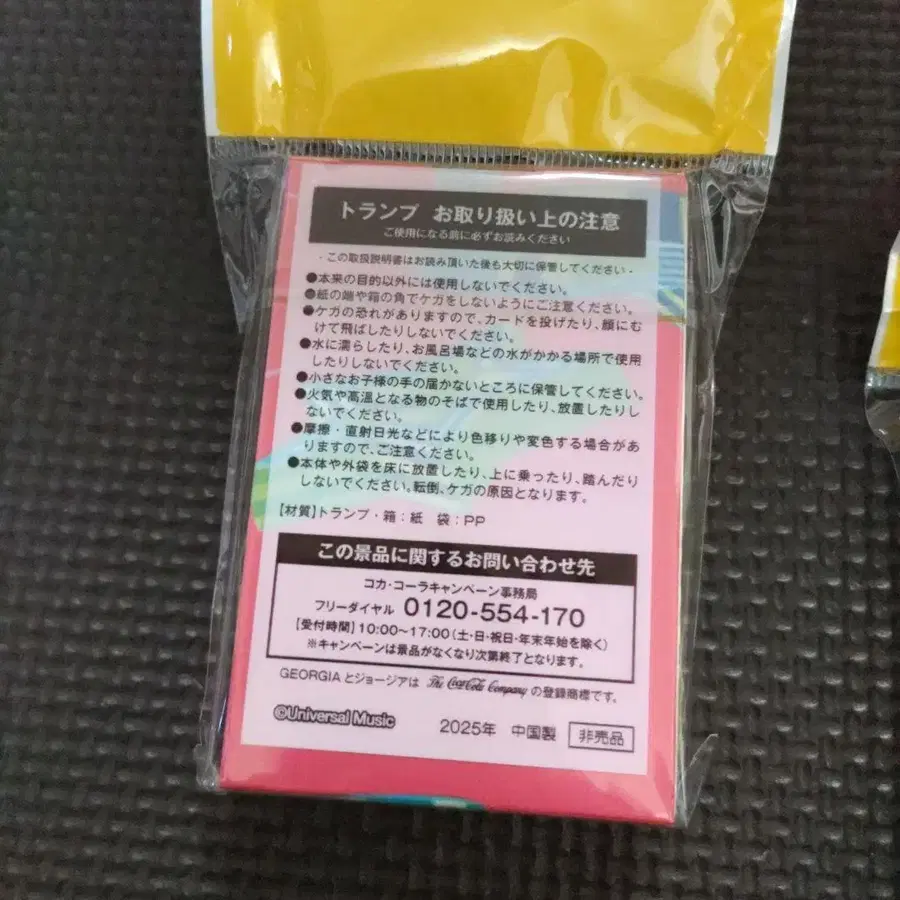 トランプ お取り扱い上の注意
ご使用になる前に必ずお読みください
・この取扱説明書はお読み頂いた後も大切に保管してください・
●本来の目的以外には使用しないでください。
●紙の端や箱の角でケガをしないようにご注意ください。
●ケガの恐れがありますので、カードを投げたり、顔にむ
けて飛ばしたりしないでください。
●水に濡らしたり、お風呂場などの水がかかる場所で使用
したりしないでください。
●小さなお子様の手の届かないところに保管してください。
●火気や高温となる物のそばで使用したり、放置したりし
ないでください。
●摩擦・直射日光などにより色移りや変色する場合があ
りますので、ご注意ください。
●本体や外袋を床に放置したり、上に乗ったり、踏んだり
しないでください。転倒、ケガの原因となります。
【材質】トランプ・箱：紙 袋：PP
この景品に関するお問い合わせ先
コカ・コーラキャンペーン事務局
フリーダイヤル 0120-554-170
【受付時間】10:00〜17:00（土・日・祝日・年末年始を除く）
※キャンペーンは景品がなくなり次第終了となります。
GEORGIAとジョージアは The Coca-Cola Company の登録商標です。
©Universal Music 2025年 中国製 非売品